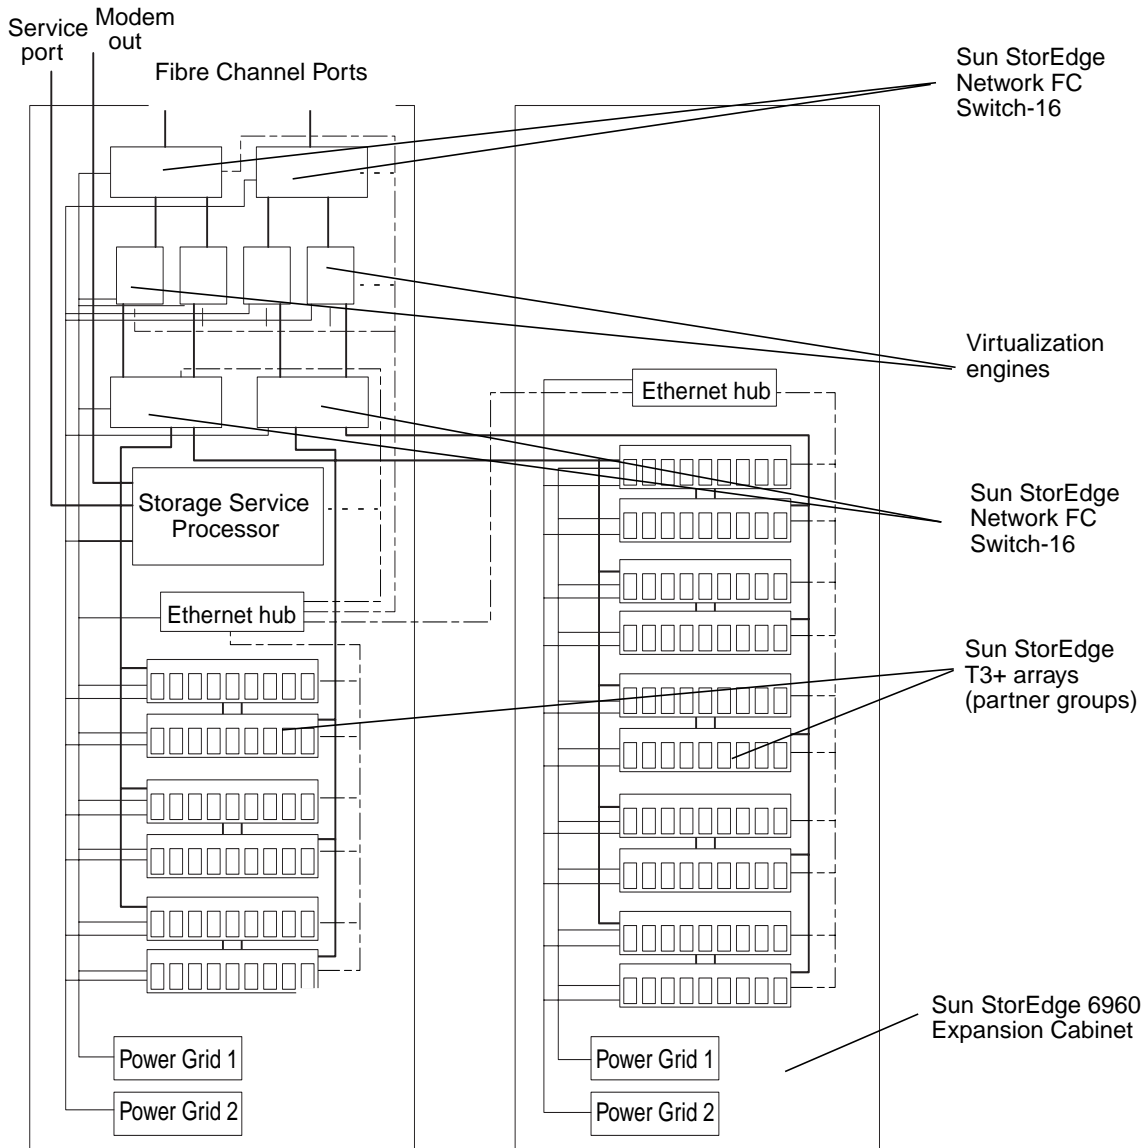 Service
port
Modem
out
Fibre Channel Ports
Sun StorEdge
Network FC
Switch-16
Virtualization
engines
Ethernet hub
Storage Service
Processor
Sun StorEdge
Network FC
Switch-16
Ethernet hub
Sun StorEdge
T3+ arrays
(partner groups)
Sun StorEdge 6960
Expansion Cabinet
Power Grid 1
Power Grid 2
Power Grid 1
Power Grid 2